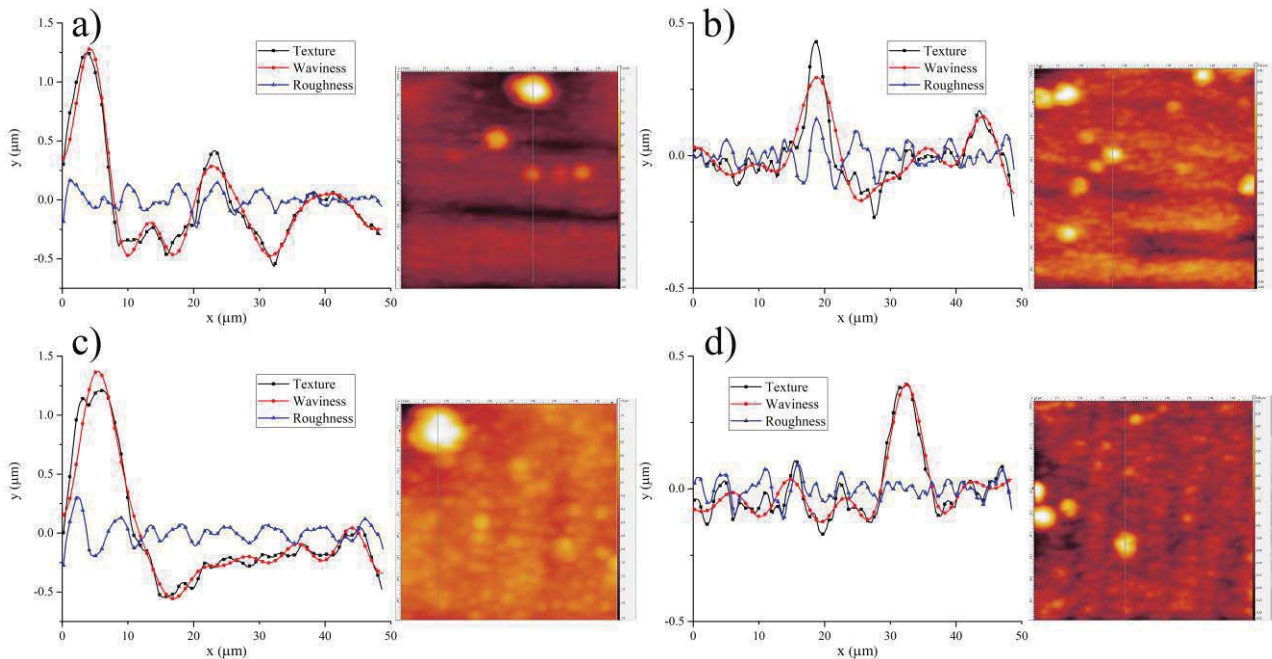 a)
1.5
1.0
0.5
0.0
-0.5
y (μm)
Texture
Waviness
Roughness
0 10 20 30 40 50
x (μm)
b)
0.5
0.0
-0.5
y (μm)
Texture
Waviness
Roughness
0 10 20 30 40 50
x (μm)
c)
1.5
1.0
0.5
0.0
-0.5
y (μm)
Texture
Waviness
Roughness
0 10 20 30 40 50
x (μm)
d)
0.5
0.0
-0.5
y (μm)
Texture
Waviness
Roughness
0 10 20 30 40 50
x (μm)